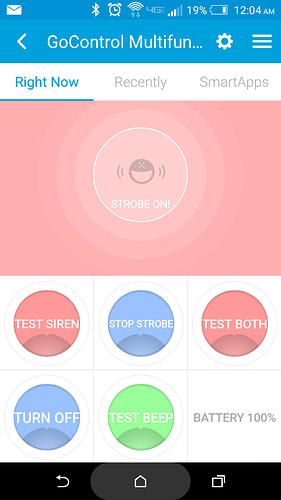 4G 19% 12:04 AM
GoControl Multifun...
Right Now Recently SmartApps
STROBE ON!
TEST SIREN STOP STROBE TEST BOTH
TURN OFF TEST BEEP BATTERY 100%